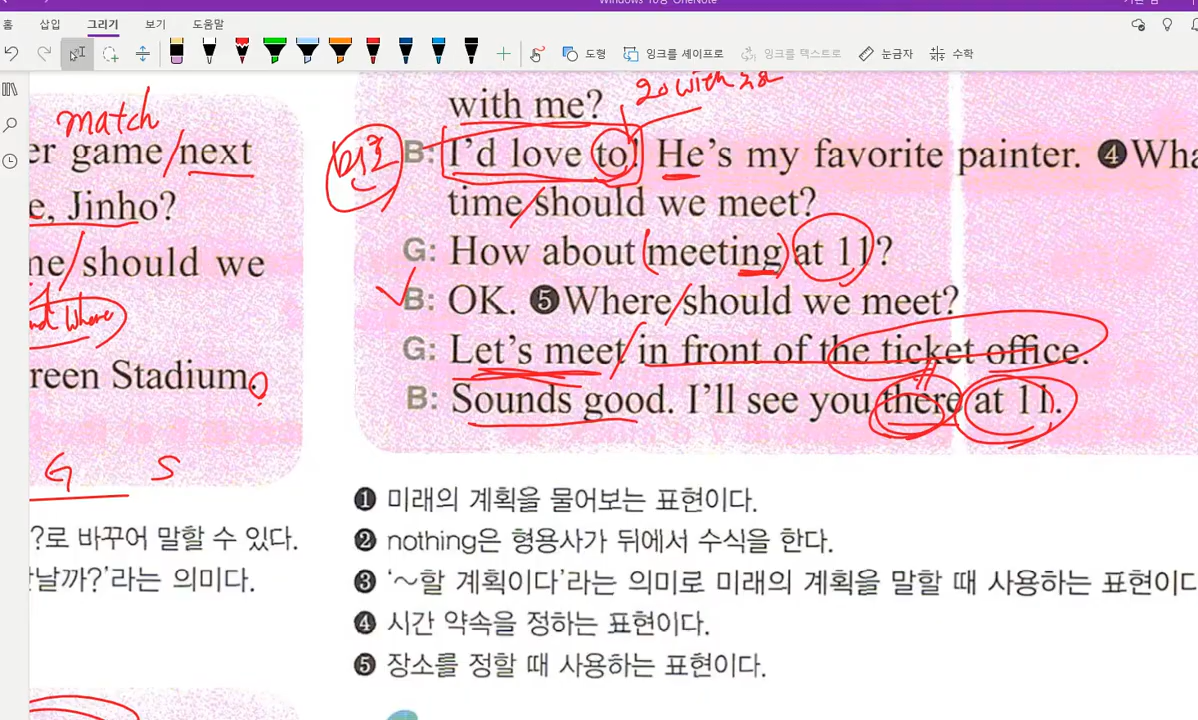 Windows 10용 OneNote
홈 삽입 그리기 보기 도움말
도형 잉크를 셰이프로 잉크를 텍스트로 눈금자 수학
match
er game/next
e, Jinho?
ne/should we
Where
reen Stadium.
G S
?로 바꾸어 말할 수 있다.
날까?'라는 의미다.
with me?
go with
B: I'd love to! He's my favorite painter. ❹Wha
time/should we meet?
G: How about (meeting) at 11?
B: OK. ❺Where/should we meet?
G: Let's meet/in front of the ticket office.
B: Sounds good. I'll see you there at 11.
❶ 미래의 계획을 물어보는 표현이다.
❷ nothing은 형용사가 뒤에서 수식을 한다.
❸ '~할 계획이다'라는 의미로 미래의 계획을 말할 때 사용하는 표현이다
❹ 시간 약속을 정하는 표현이다.
❺ 장소를 정할 때 사용하는 표현이다.